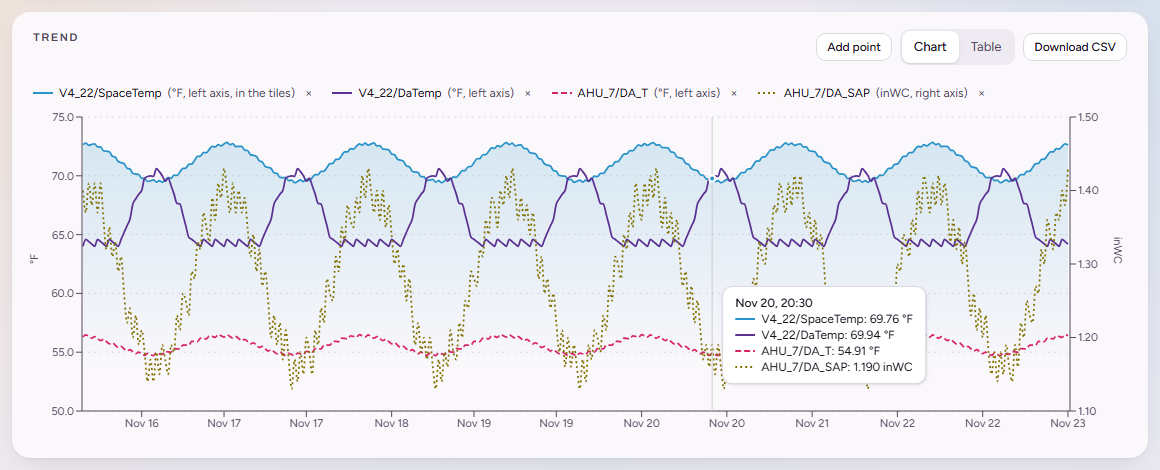 TREND
Add point
Chart
Table
Download CSV
V4_22/SpaceTemp (°F, left axis, in the tiles) ×
V4_22/DaTemp (°F, left axis) ×
AHU_7/DA_T (°F, left axis) ×
AHU_7/DA_SAP (inWC, right axis) ×
75.0
70.0
65.0
60.0
55.0
50.0
°F
1.50
1.40
1.30
1.20
1.10
inWC
Nov 20, 20:30
V4_22/SpaceTemp: 69.76 °F
V4_22/DaTemp: 69.94 °F
AHU_7/DA_T: 54.91 °F
AHU_7/DA_SAP: 1.190 inWC
Nov 16 Nov 17 Nov 17 Nov 18 Nov 19 Nov 19 Nov 20 Nov 20 Nov 21 Nov 22 Nov 22 Nov 23